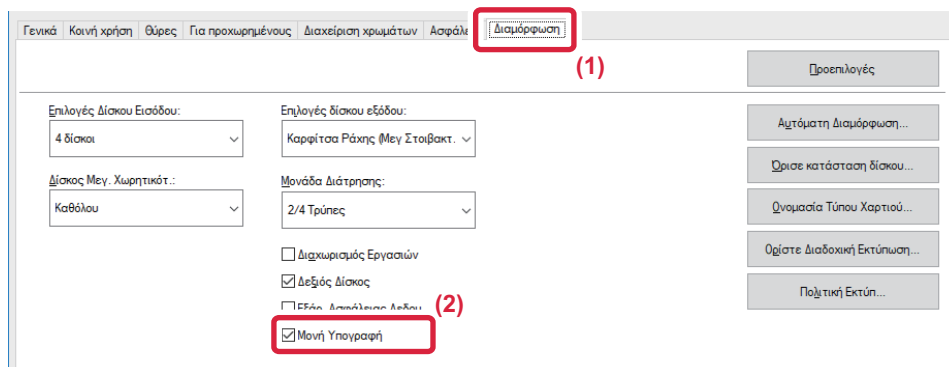 Γενικά Κοινή χρήση Θύρες Για προχωρημένους Διαχείριση χρωμάτων Ασφάλε Διαμόρφωση
(1)
Προεπιλογές
Επιλογές Δίσκου Εισόδου: Επιλογές δίσκου εξόδου:
4 δίσκοι Καρφίτσα Ράχης (Μεγ Στοιβακτ. Αυτόματη Διαμόρφωση...
Όρισε κατάσταση δίσκου...
Δίσκος Μεγ. Χωρητικότ.: Μονάδα Διάτρησης:
Καθόλου 2/4 Τρύπες Ονομασία Τύπου Χαρτιού...
Διαχωρισμός Εργασιών Ορίστε Διαδοχική Εκτύπωση...
Δεξιός Δίσκος
Πολιτική Εκτύπ...
(2)
Μονή Υπογραφή